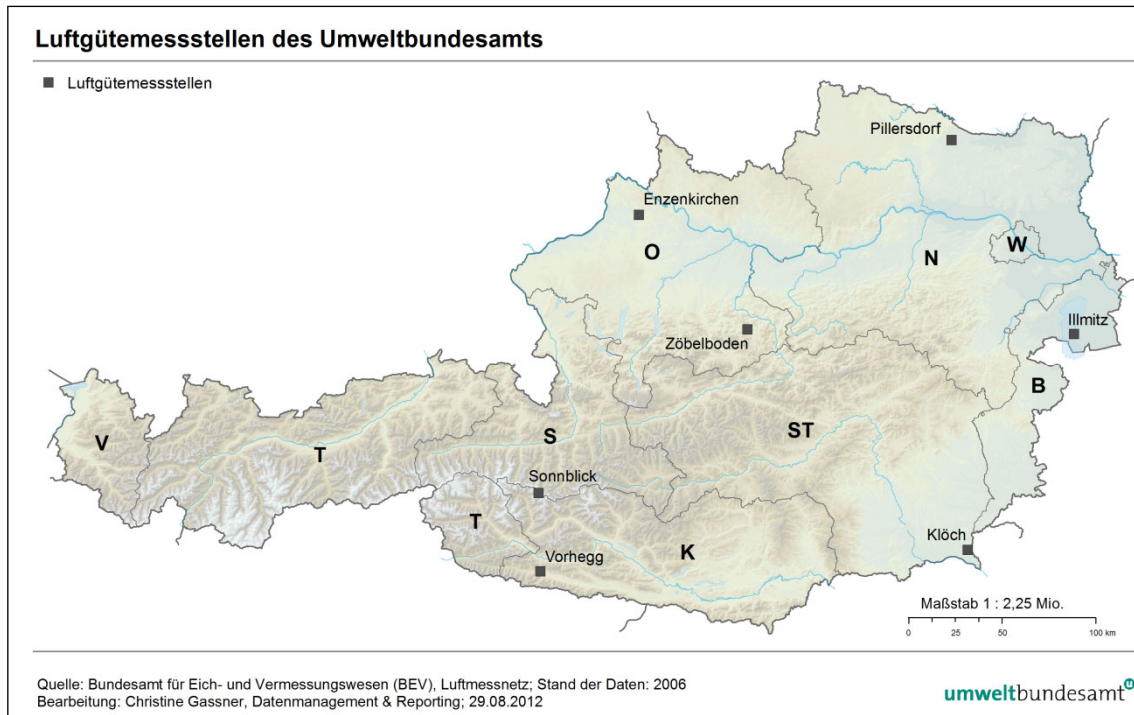 Luftgütemessstellen des Umweltbundesamts
Luftgütemessstellen
Pillersdorf
Enzenkirchen
O
N
W
Illmitz
Zöbelboden
B
V
T
S
ST
Sonnblick
T
Vorhegg
K
Klöch
Maßstab 1 : 2,25 Mio.
0 25 50 100 km
Quelle: Bundesamt für Eich- und Vermessungswesen (BEV), Luftmessnetz; Stand der Daten: 2006
Bearbeitung: Christine Gassner, Datenmanagement & Reporting; 29.08.2012
umweltbundesamt